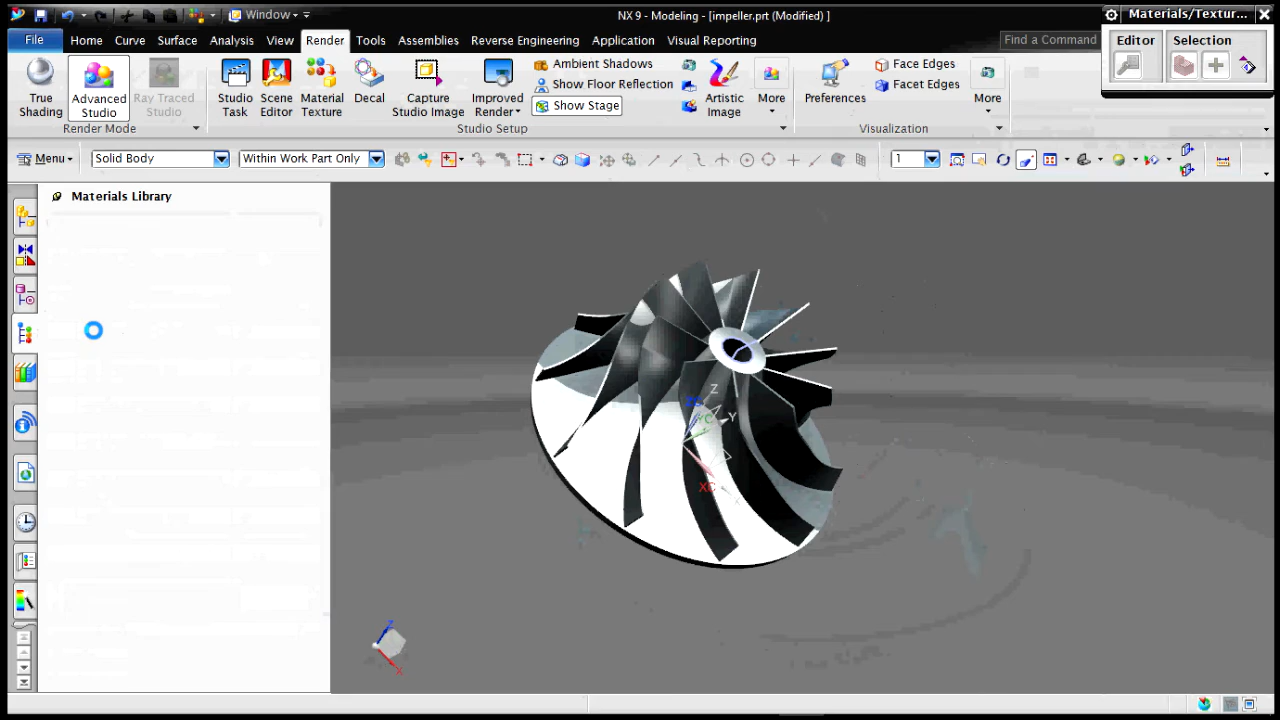 Window
NX 9 - Modeling - [impeller.prt (Modified) ]
Materials/Textur...
File
Home
Curve
Surface
Analysis
View
Render
Tools
Assemblies
Reverse Engineering
Application
Visual Reporting
Find a Command
Editor
Selection
True Shading
Advanced Studio
Ray Traced Studio
Render Mode
Studio Task
Scene Editor
Material Texture
Decal
Capture Studio Image
Improved Render
Ambient Shadows
Show Floor Reflection
Show Stage
Artistic Image
More
Studio Setup
Preferences
Face Edges
Facet Edges
More
Visualization
Menu
Solid Body
Within Work Part Only
1
Materials Library
Z
Y
XC
Z
X